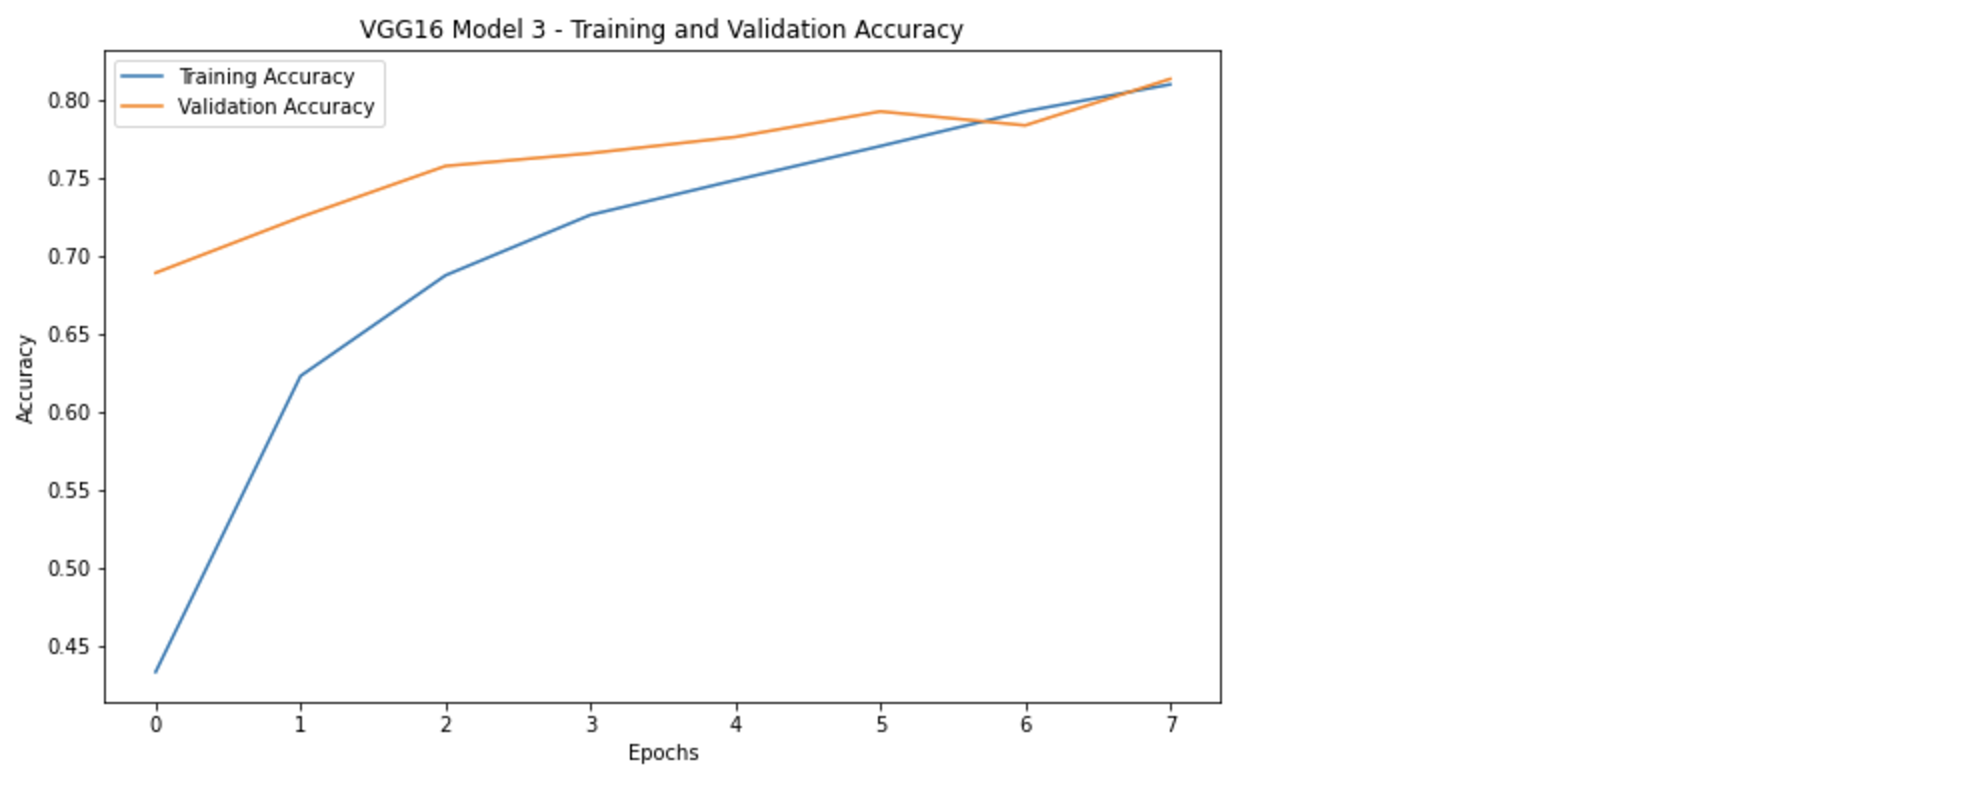 VGG16 Model 3 - Training and Validation Accuracy
Training Accuracy
Validation Accuracy
0.80
0.75
0.70
0.65
0.60
0.55
0.50
0.45
Accuracy
0 1 2 3 4 5 6 7
Epochs